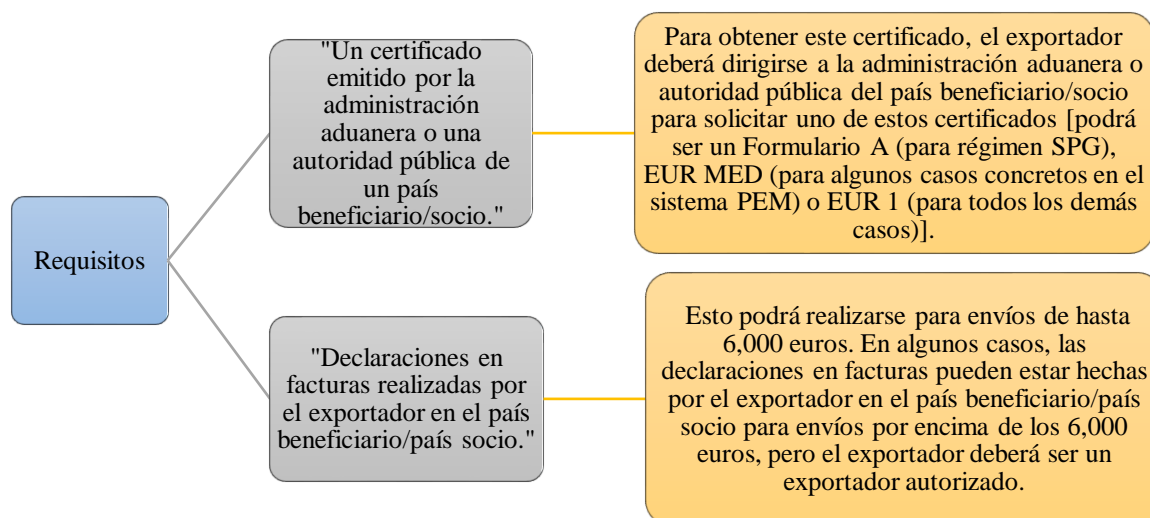 Requisitos
"Un certificado
emitido por la
administración
aduanera o una
autoridad pública de
un país
beneficiario/socio."
Para obtener este certificado, el exportador
deberá dirigirse a la administración aduanera o
autoridad pública del país beneficiario/socio
para solicitar uno de estos certificados [podrá
ser un Formulario A (para régimen SPG),
EUR MED (para algunos casos concretos en el
sistema PEM) o EUR 1 (para todos los demás
casos)].
"Declaraciones en
facturas realizadas por
el exportador en el país
beneficiario/país socio."
Esto podrá realizarse para envíos de hasta
6,000 euros. En algunos casos, las
declaraciones en facturas pueden estar hechas
por el exportador en el país beneficiario/país
socio para envíos por encima de los 6,000
euros, pero el exportador deberá ser un
exportador autorizado.